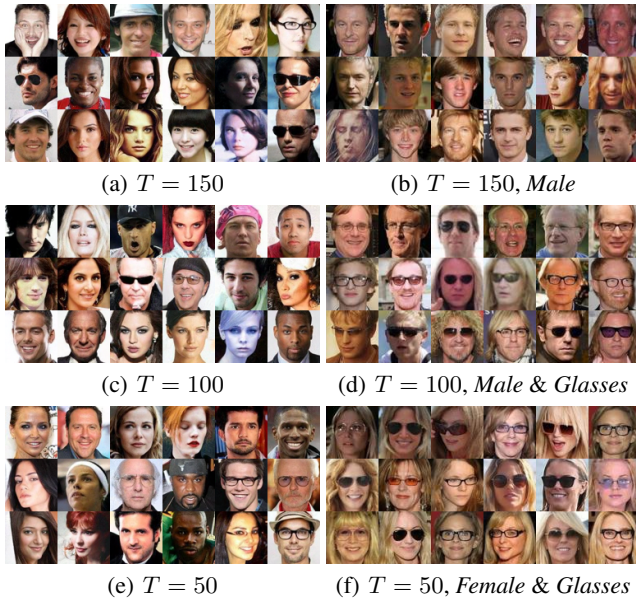 (a) T = 150
(b) T = 150, Male
(c) T = 100
(d) T = 100, Male & Glasses
(e) T = 50
(f) T = 50, Female & Glasses